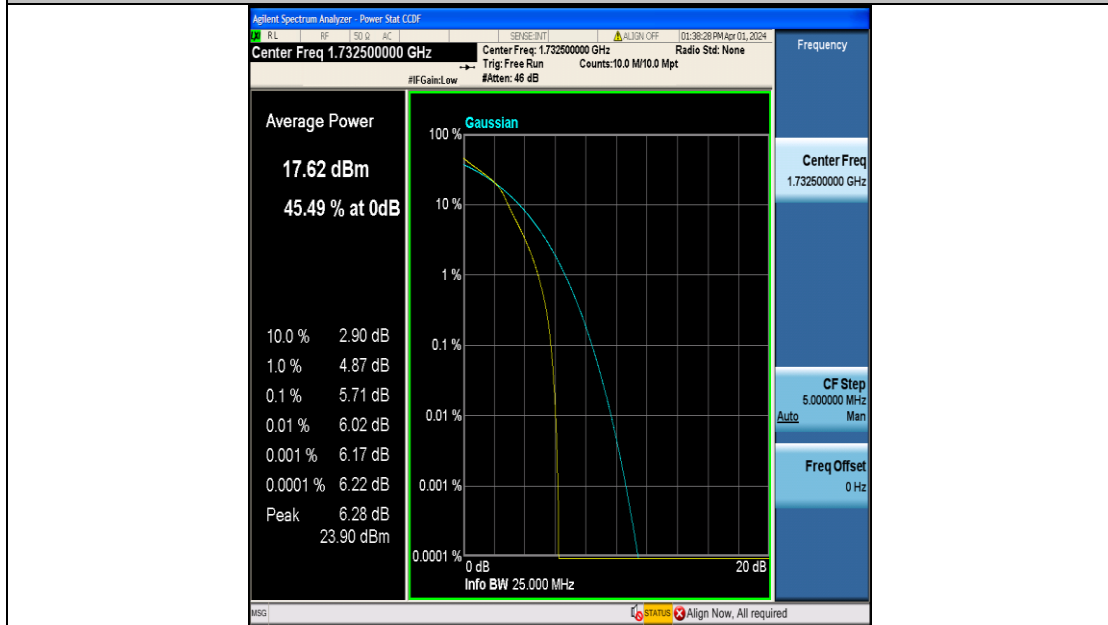 Agilent Spectrum Analyzer - Power Stat CCDF
RL RF 50 Ω AC SENSE:INT ALIGN OFF 01:38:28 PM Apr 01, 2024
Center Freq 1.732500000 GHz
Center Freq: 1.732500000 GHz Radio Std: None
Trig: Free Run Counts:10.0 M/10.0 Mpt
#IFGain:Low #Atten: 46 dB
Frequency
Average Power
17.62 dBm
45.49 % at 0dB
10.0 % 2.90 dB
1.0 % 4.87 dB
0.1 % 5.71 dB
0.01 % 6.02 dB
0.001 % 6.17 dB
0.0001 % 6.22 dB
Peak 6.28 dB
23.90 dBm
Gaussian
100 %
10 %
1 %
0.1 %
0.01 %
0.001 %
0.0001 %
0 dB 20 dB
Info BW 25.000 MHz
Center Freq
1.732500000 GHz
CF Step
5.000000 MHz
Auto Man
Freq Offset
0 Hz
MSG STATUS Align Now, All required